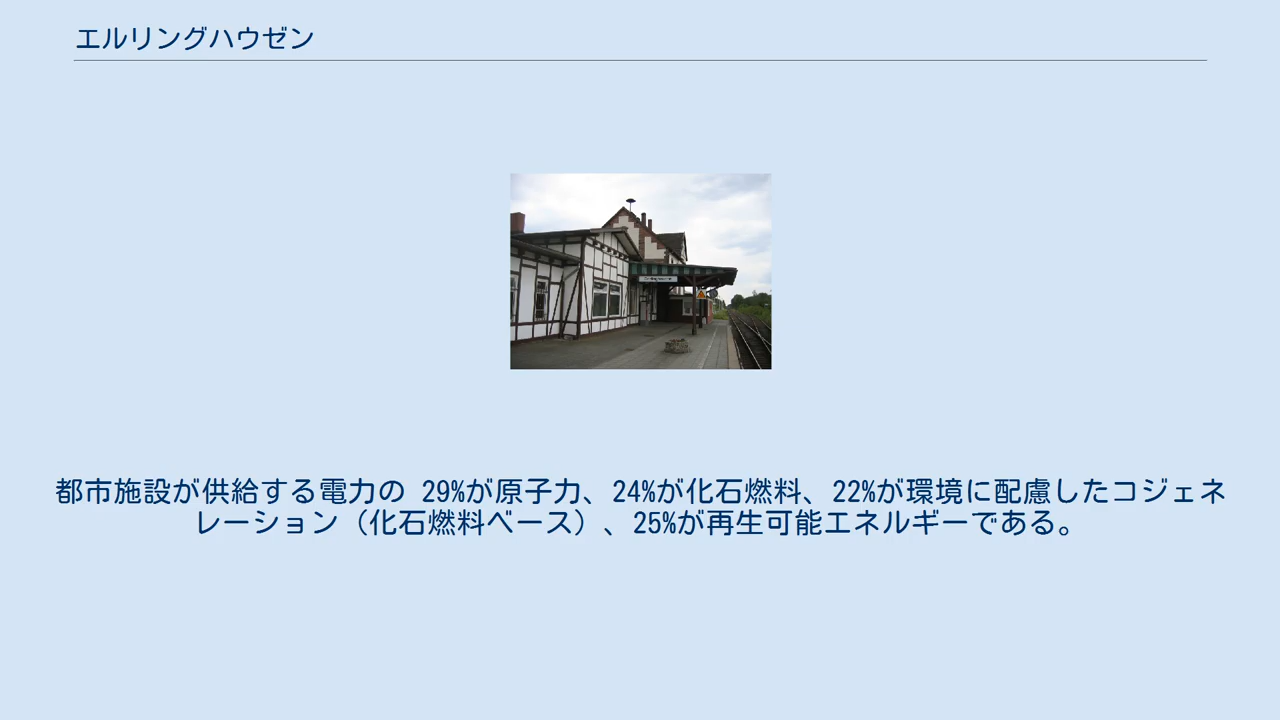 エルリングハウゼン
都市施設が供給する電力の 29%が原子力、24%が化石燃料、22%が環境に配慮したコジェネ
レーション（化石燃料ベース）、25%が再生可能エネルギーである。